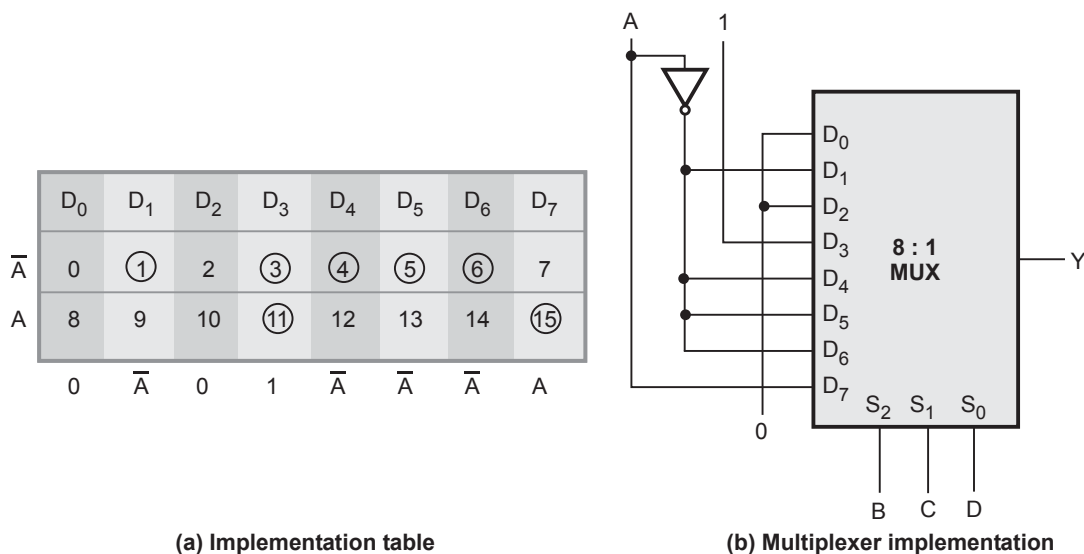 D₀ D₁ D₂ D₃ D₄ D₅ D₆ D₇
A̅ 0 ① 2 ③ ④ ⑤ ⑥ 7
A 8 9 10 ⑪ 12 13 14 ⑮
0 A̅ 0 1 A̅ A̅ A̅ A
(a) Implementation table
A 1
D₀
D₁
D₂
D₃
D₄
D₅
D₆
D₇
8 : 1
MUX
Y
S₂ S₁ S₀
0
B C D
(b) Multiplexer implementation